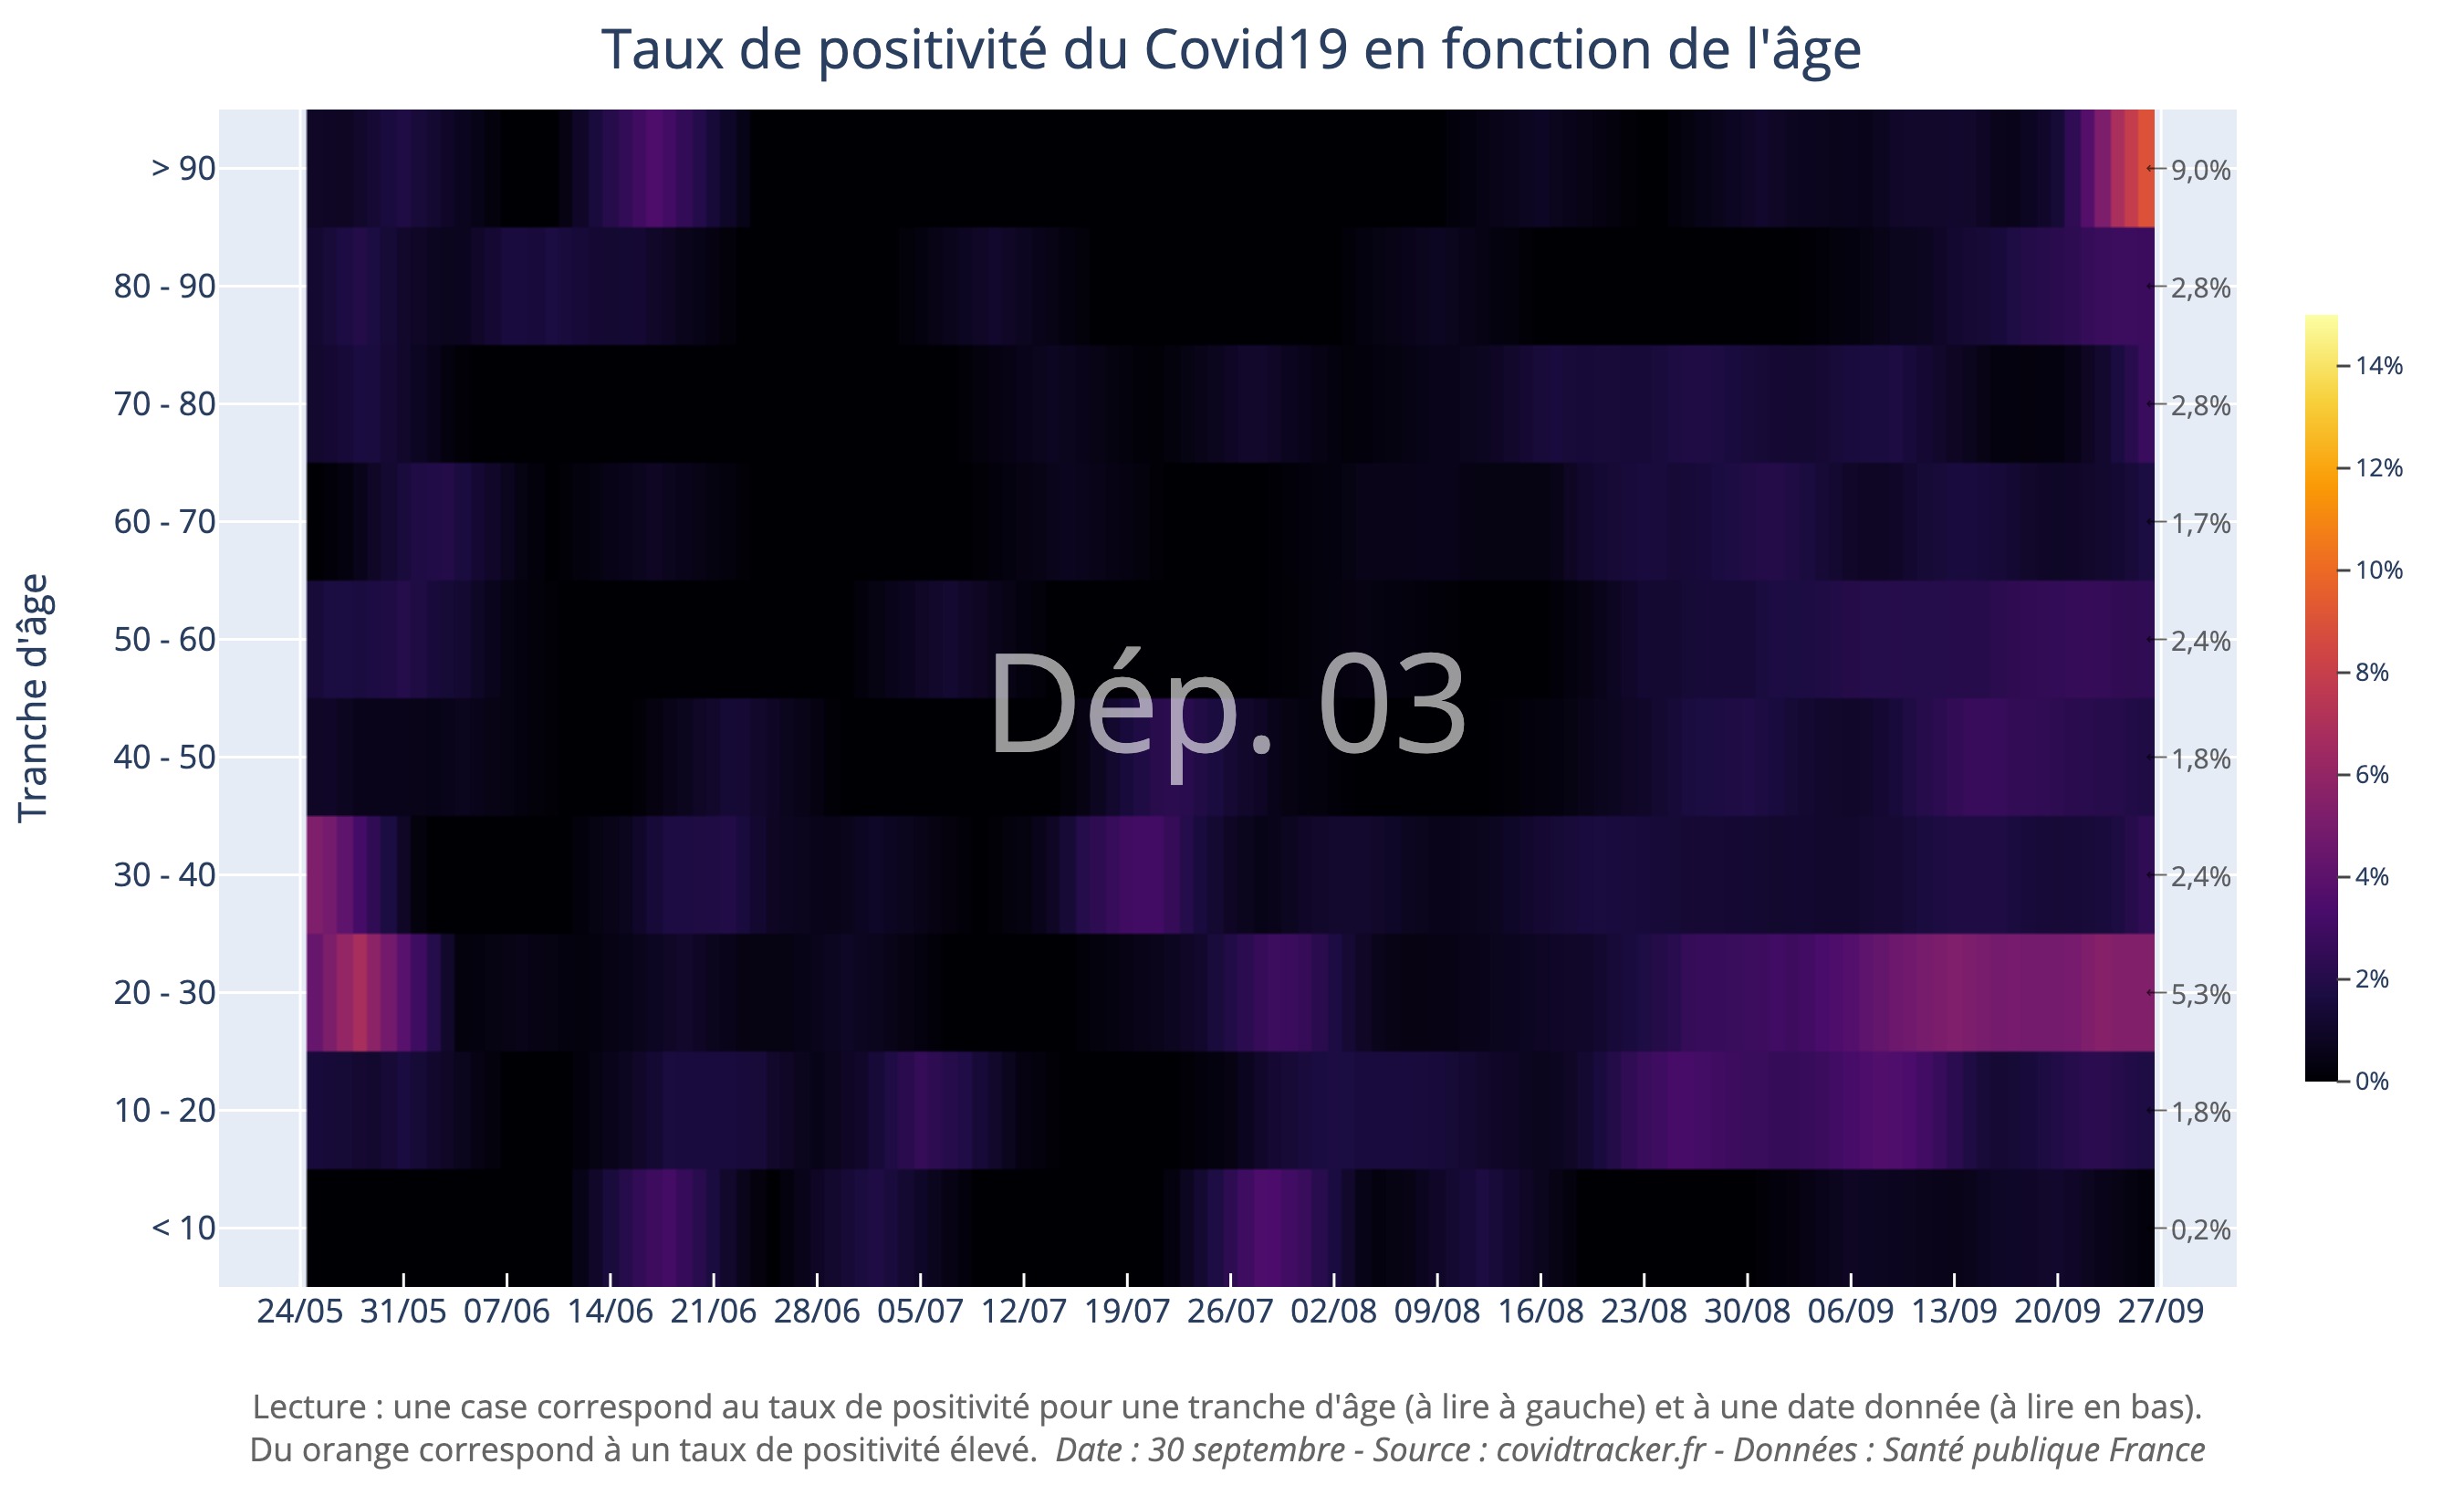 Taux de positivité du Covid19 en fonction de l'âge
Tranche d'âge
> 90
80 - 90
70 - 80
60 - 70
50 - 60
40 - 50
30 - 40
20 - 30
10 - 20
< 10
Dép. 03
9,0%
2,8%
2,8%
1,7%
2,4%
1,8%
2,4%
5,3%
1,8%
0,2%
14%
12%
10%
8%
6%
4%
2%
0%
24/05 31/05 07/06 14/06 21/06 28/06 05/07 12/07 19/07 26/07 02/08 09/08 16/08 23/08 30/08 06/09 13/09 20/09 27/09
Lecture : une case correspond au taux de positivité pour une tranche d'âge (à lire à gauche) et à une date donnée (à lire en bas).
Du orange correspond à un taux de positivité élevé. Date : 30 septembre - Source : covidtracker.fr - Données : Santé publique France